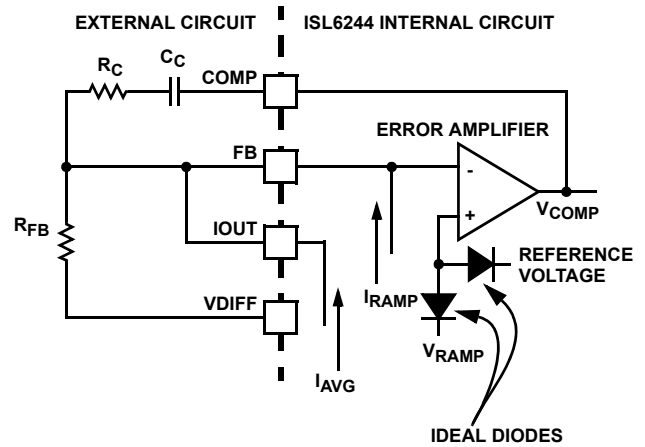 EXTERNAL CIRCUIT
ISL6244 INTERNAL CIRCUIT
RC
CC
COMP
ERROR AMPLIFIER
FB
-
+
VCOMP
RFB
IOUT
REFERENCE
VOLTAGE
IRAMP
VDIFF
VRAMP
IAVG
IDEAL DIODES